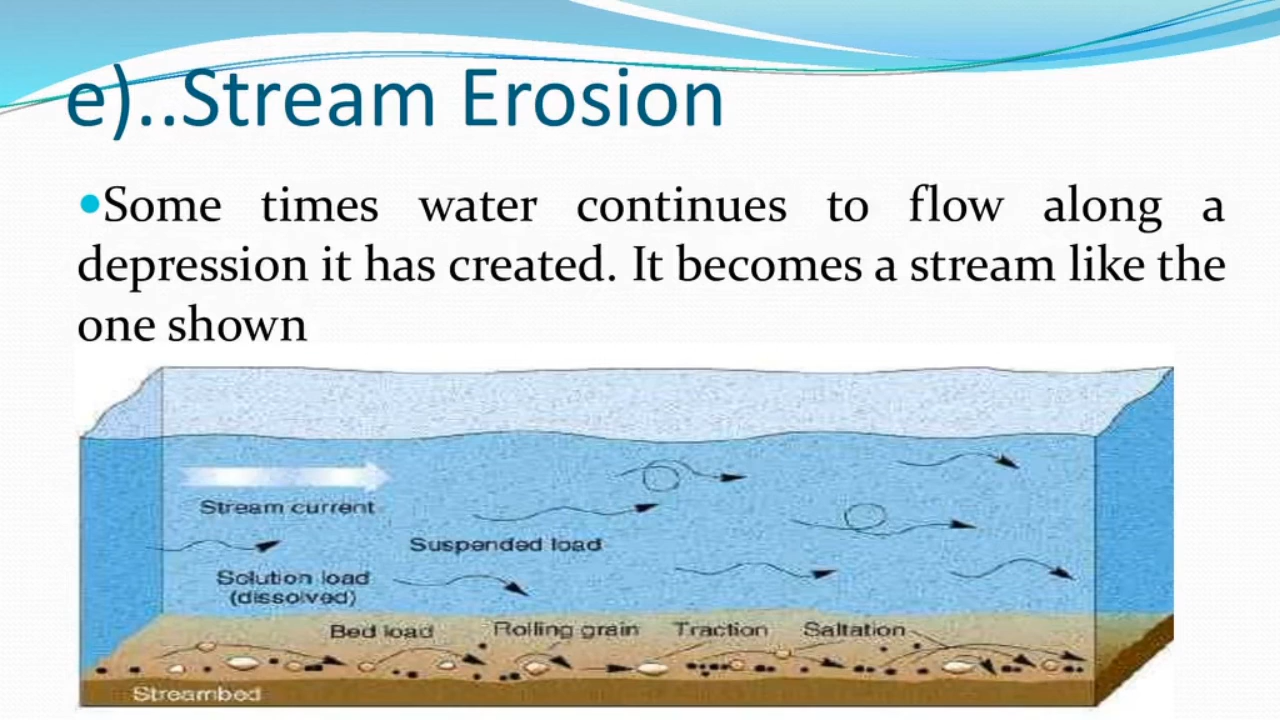 e)..Stream Erosion
•Some times water continues to flow along a
depression it has created. It becomes a stream like the
one shown
Stream current
Suspended load
Solution load
(dissolved)
Bed load
Rolling grain
Traction
Saltation
Streambed